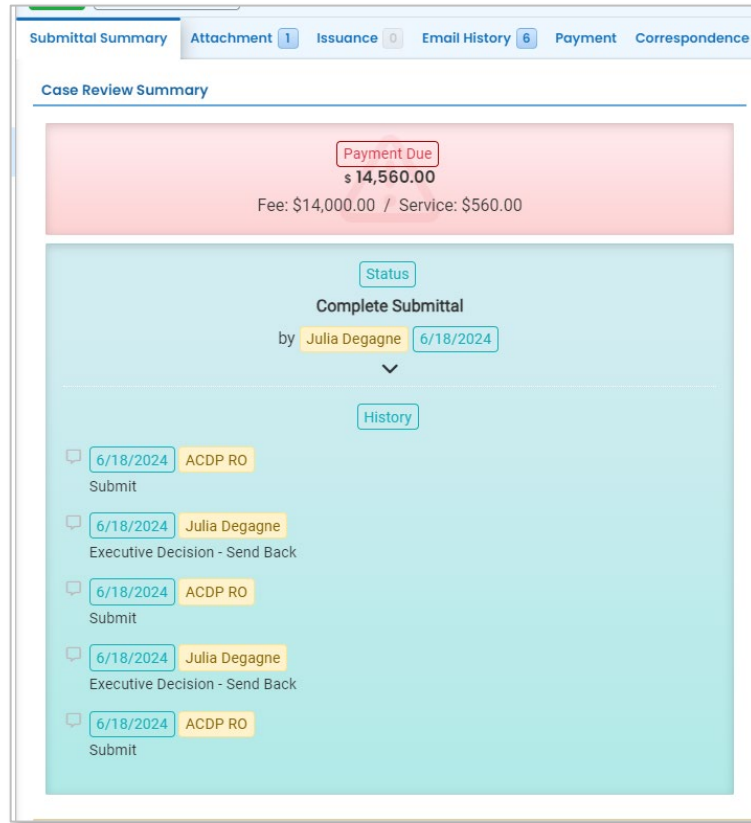 Submittal Summary Attachment 1 Issuance 0 Email History 6 Payment Correspondence
Case Review Summary
Payment Due
$ 14,560.00
Fee: $14,000.00 / Service: $560.00
Status
Complete Submittal
by Julia Degagne 6/18/2024
History
6/18/2024 ACDP RO
Submit
6/18/2024 Julia Degagne
Executive Decision - Send Back
6/18/2024 ACDP RO
Submit
6/18/2024 Julia Degagne
Executive Decision - Send Back
6/18/2024 ACDP RO
Submit